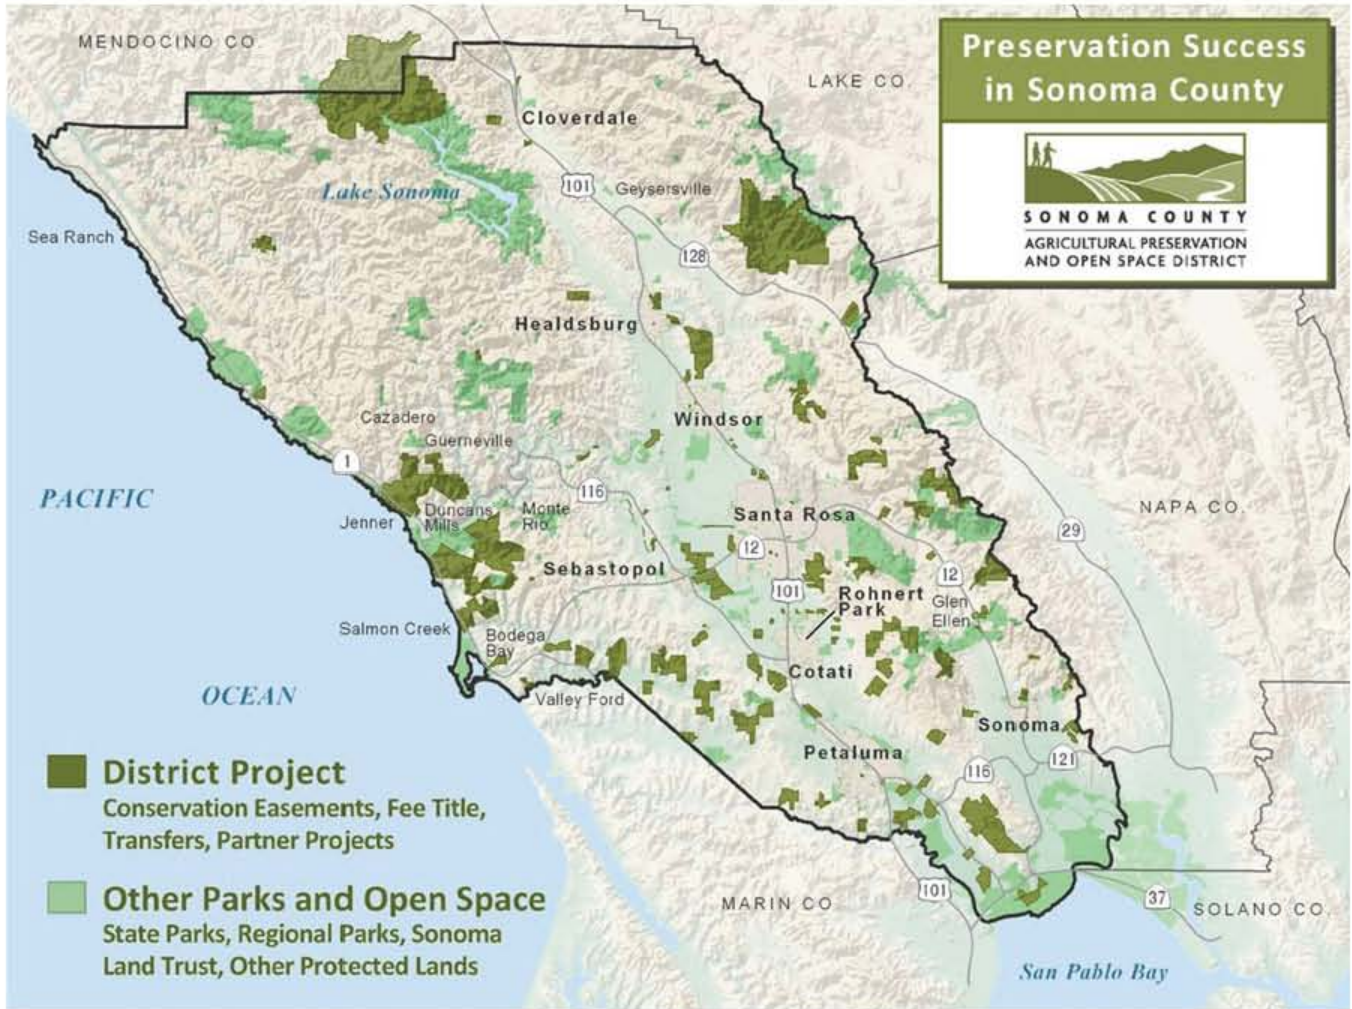 Preservation Success
in Sonoma County
SONOMA COUNTY
AGRICULTURAL PRESERVATION
AND OPEN SPACE DISTRICT
MENDOCINO CO
LAKE CO.
Cloverdale
Lake Sonoma
101
Geysersville
Sea Ranch
128
Healdsburg
Windsor
Cazadero
Guerneville
1
116
PACIFIC
Jenner
Duncans
Mills
Monte
Rio
Santa Rosa
NAPA CO.
29
12
Sebastopol
101
12
Rohnert
Park
Glen
Ellen
Salmon Creek
Bodega
Bay
Cotati
OCEAN
Valley Ford
Sonoma
Petaluma
121
116
District Project
Conservation Easements, Fee Title,
Transfers, Partner Projects
Other Parks and Open Space
State Parks, Regional Parks, Sonoma
Land Trust, Other Protected Lands
MARIN CO
101
37
SOLANO CO.
San Pablo Bay